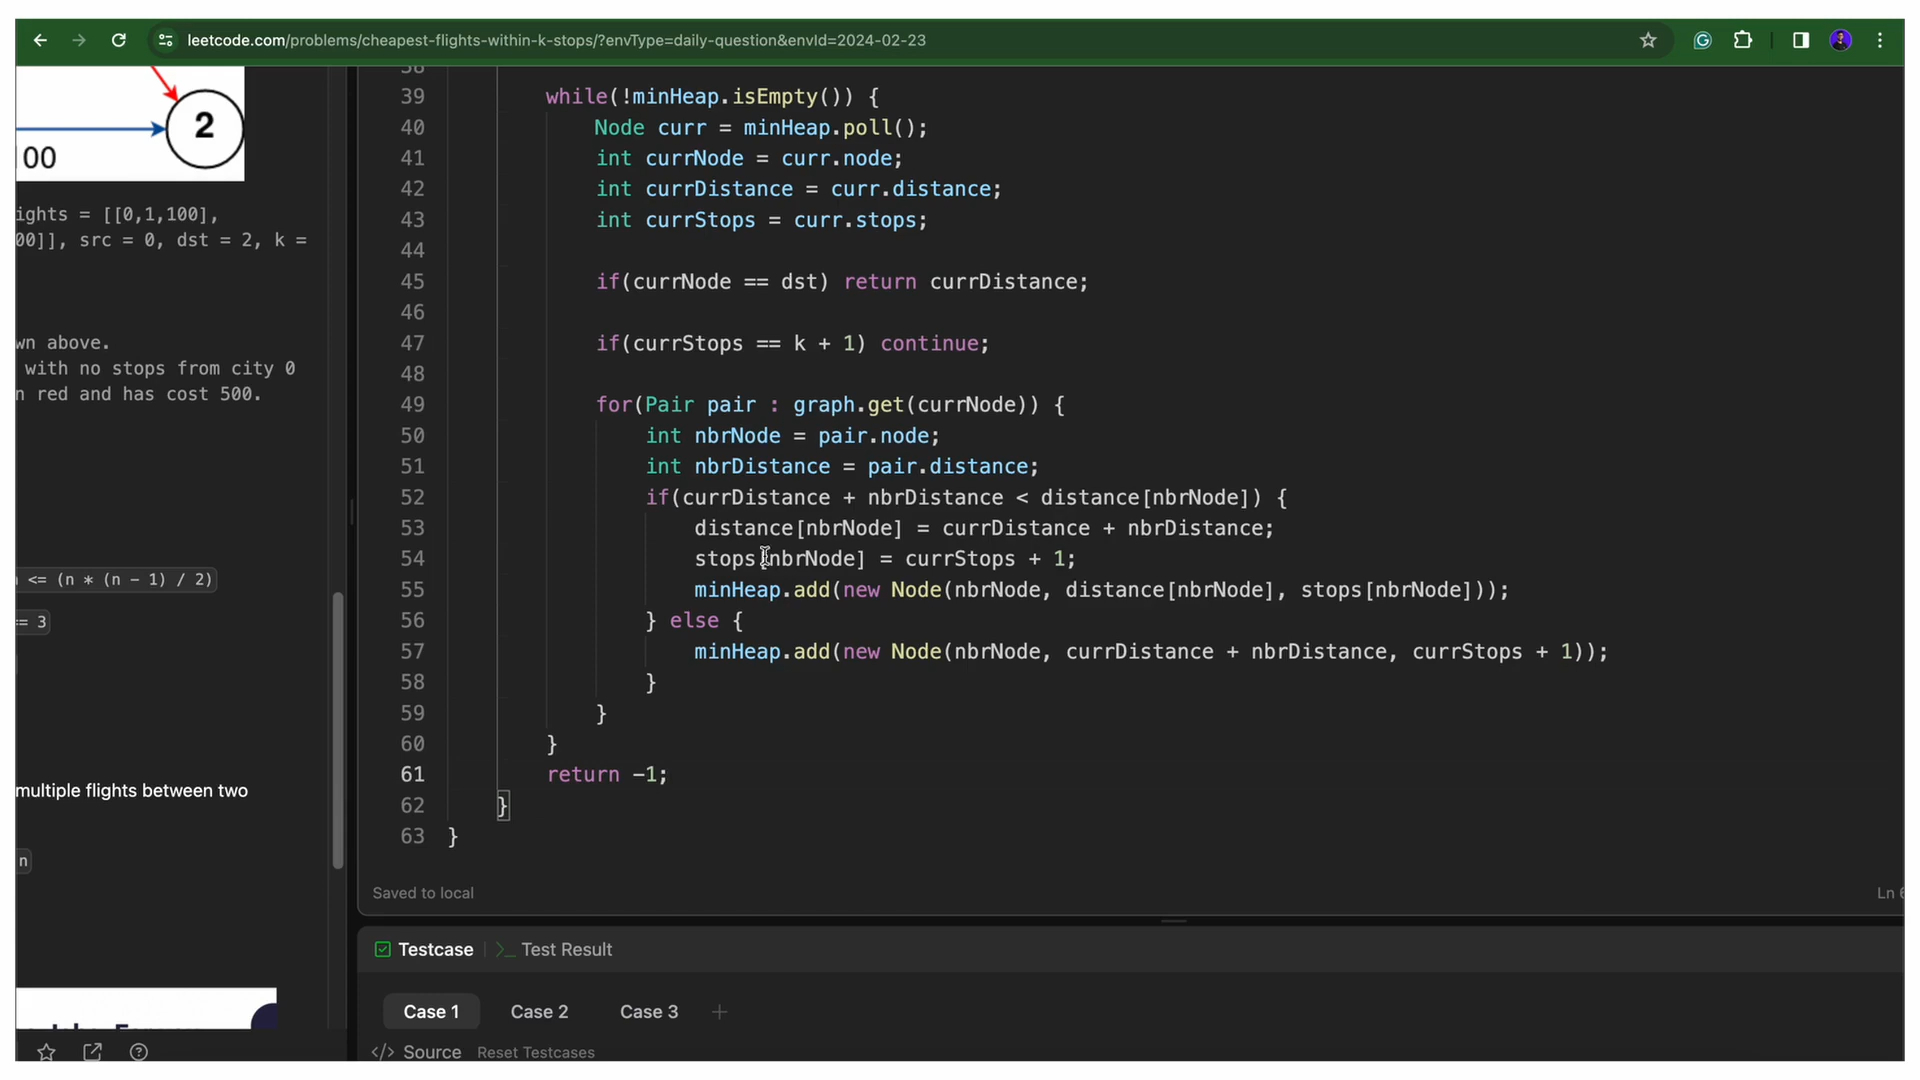 leetcode.com/problems/cheapest-flights-within-k-stops/?envType=daily-question&envId=2024-02-23
2
00
ights = [[0,1,100],
00]], src = 0, dst = 2, k =
wn above.
with no stops from city 0
n red and has cost 500.
<= (n * (n - 1) / 2)
== 3
multiple flights between two
n
38
39 while(!minHeap.isEmpty()) {
40 Node curr = minHeap.poll();
41 int currNode = curr.node;
42 int currDistance = curr.distance;
43 int currStops = curr.stops;
44
45 if(currNode == dst) return currDistance;
46
47 if(currStops == k + 1) continue;
48
49 for(Pair pair : graph.get(currNode)) {
50 int nbrNode = pair.node;
51 int nbrDistance = pair.distance;
52 if(currDistance + nbrDistance < distance[nbrNode]) {
53 distance[nbrNode] = currDistance + nbrDistance;
54 stops[nbrNode] = currStops + 1;
55 minHeap.add(new Node(nbrNode, distance[nbrNode], stops[nbrNode]));
56 } else {
57 minHeap.add(new Node(nbrNode, currDistance + nbrDistance, currStops + 1));
58 }
59 }
60 }
61 return -1;
62 }
63 }
Saved to local
Ln
Testcase
Test Result
Case 1 Case 2 Case 3 +
</> Source Reset Testcases